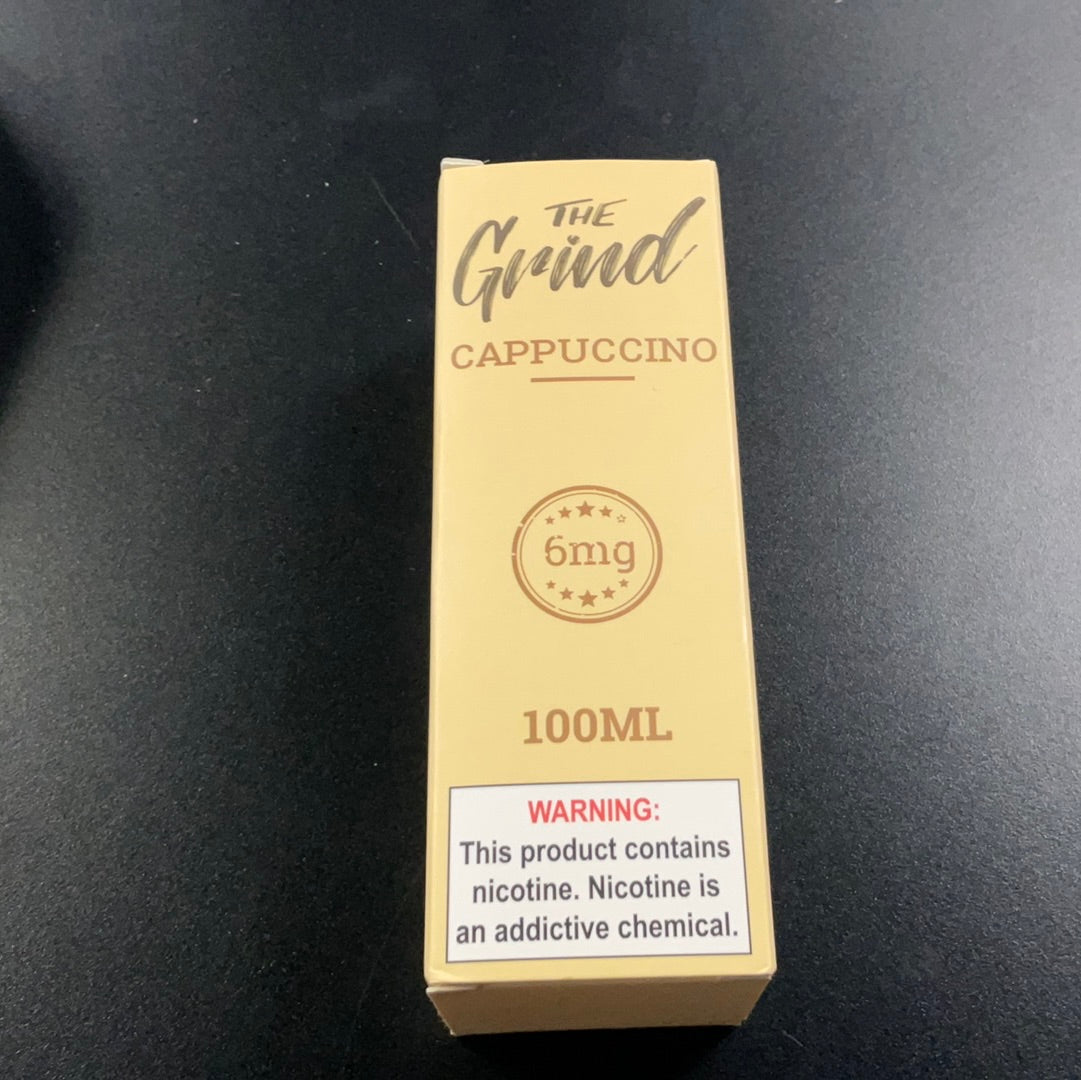 THE
Grind
CAPPUCCINO
6mg
100ML
WARNING:
This product contains
nicotine. Nicotine is
an addictive chemical.